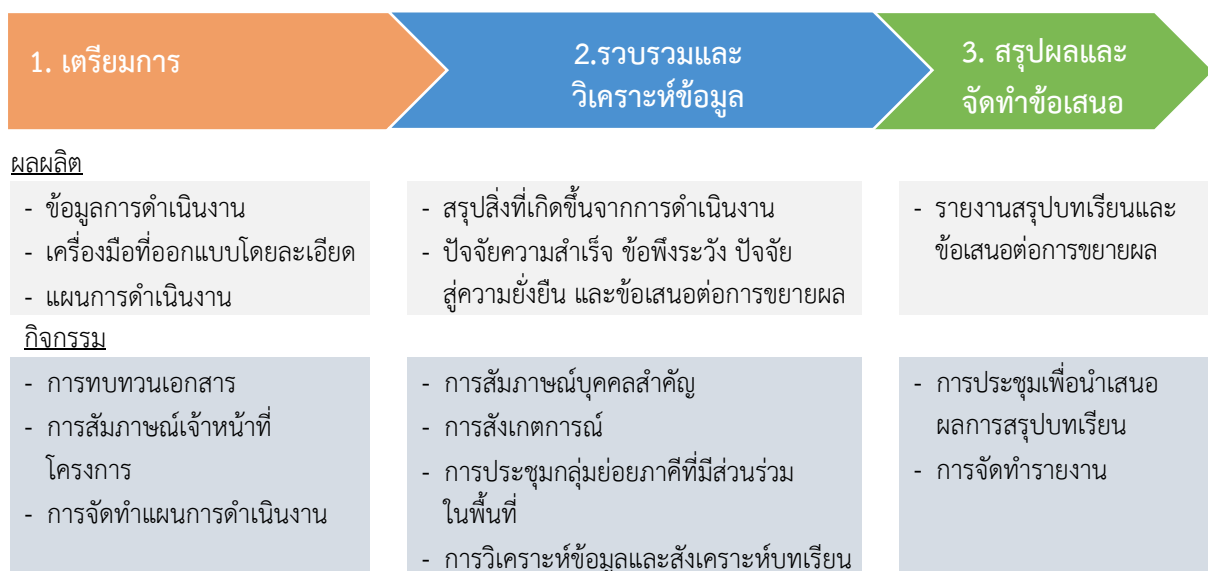 1. เตรียมการ
2.รวบรวมและ
วิเคราะห์ข้อมูล
3. สรุปผลและ
จัดทำข้อเสนอ
ผลผลิต
- ข้อมูลการดำเนินงาน
- เครื่องมือที่ออกแบบโดยละเอียด
- แผนการดำเนินงาน
- สรุปสิ่งที่เกิดขึ้นจากการดำเนินงาน
- ปัจจัยความสำเร็จ ข้อพึงระวัง ปัจจัย
สู่ความยั่งยืน และข้อเสนอต่อการขยายผล
- รายงานสรุปบทเรียนและ
ข้อเสนอต่อการขยายผล
กิจกรรม
- การทบทวนเอกสาร
- การสัมภาษณ์เจ้าหน้าที่
โครงการ
- การจัดทำแผนการดำเนินงาน
- การสัมภาษณ์บุคคลสำคัญ
- การสังเกตการณ์
- การประชุมกลุ่มย่อยภาคีที่มีส่วนร่วม
ในพื้นที่
- การวิเคราะห์ข้อมูลและสังเคราะห์บทเรียน
- การประชุมเพื่อนำเสนอ
ผลการสรุปบทเรียน
- การจัดทำรายงาน